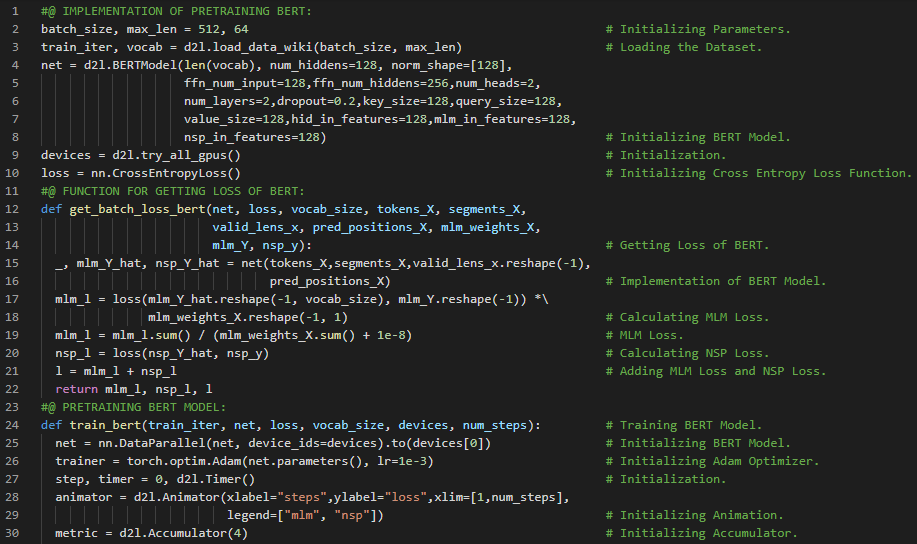 1 #@ IMPLEMENTATION OF PRETRAINING BERT:
2 batch_size, max_len = 512, 64 # Initializing Parameters.
3 train_iter, vocab = d2l.load_data_wiki(batch_size, max_len) # Loading the Dataset.
4 net = d2l.BERTModel(len(vocab), num_hiddens=128, norm_shape=[128],
5 ffn_num_input=128,ffn_num_hiddens=256,num_heads=2,
6 num_layers=2,dropout=0.2,key_size=128,query_size=128,
7 value_size=128,hid_in_features=128,mlm_in_features=128,
8 nsp_in_features=128) # Initializing BERT Model.
9 devices = d2l.try_all_gpus() # Initialization.
10 loss = nn.CrossEntropyLoss() # Initializing Cross Entropy Loss Function.
11 #@ FUNCTION FOR GETTING LOSS OF BERT:
12 def get_batch_loss_bert(net, loss, vocab_size, tokens_X, segments_X,
13 valid_lens_x, pred_positions_X, mlm_weights_X,
14 mlm_Y, nsp_y): # Getting Loss of BERT.
15 _, mlm_Y_hat, nsp_Y_hat = net(tokens_X,segments_X,valid_lens_x.reshape(-1),
16 pred_positions_X) # Implementation of BERT Model.
17 mlm_l = loss(mlm_Y_hat.reshape(-1, vocab_size), mlm_Y.reshape(-1)) *\
18 mlm_weights_X.reshape(-1, 1) # Calculating MLM Loss.
19 mlm_l = mlm_l.sum() / (mlm_weights_X.sum() + 1e-8) # MLM Loss.
20 nsp_l = loss(nsp_Y_hat, nsp_y) # Calculating NSP Loss.
21 l = mlm_l + nsp_l # Adding MLM Loss and NSP Loss.
22 return mlm_l, nsp_l, l
23 #@ PRETRAINING BERT MODEL:
24 def train_bert(train_iter, net, loss, vocab_size, devices, num_steps): # Training BERT Model.
25 net = nn.DataParallel(net, device_ids=devices).to(devices[0]) # Initializing BERT Model.
26 trainer = torch.optim.Adam(net.parameters(), lr=1e-3) # Initializing Adam Optimizer.
27 step, timer = 0, d2l.Timer() # Initialization.
28 animator = d2l.Animator(xlabel="steps",ylabel="loss",xlim=[1,num_steps],
29 legend=["mlm", "nsp"]) # Initializing Animation.
30 metric = d2l.Accumulator(4) # Initializing Accumulator.